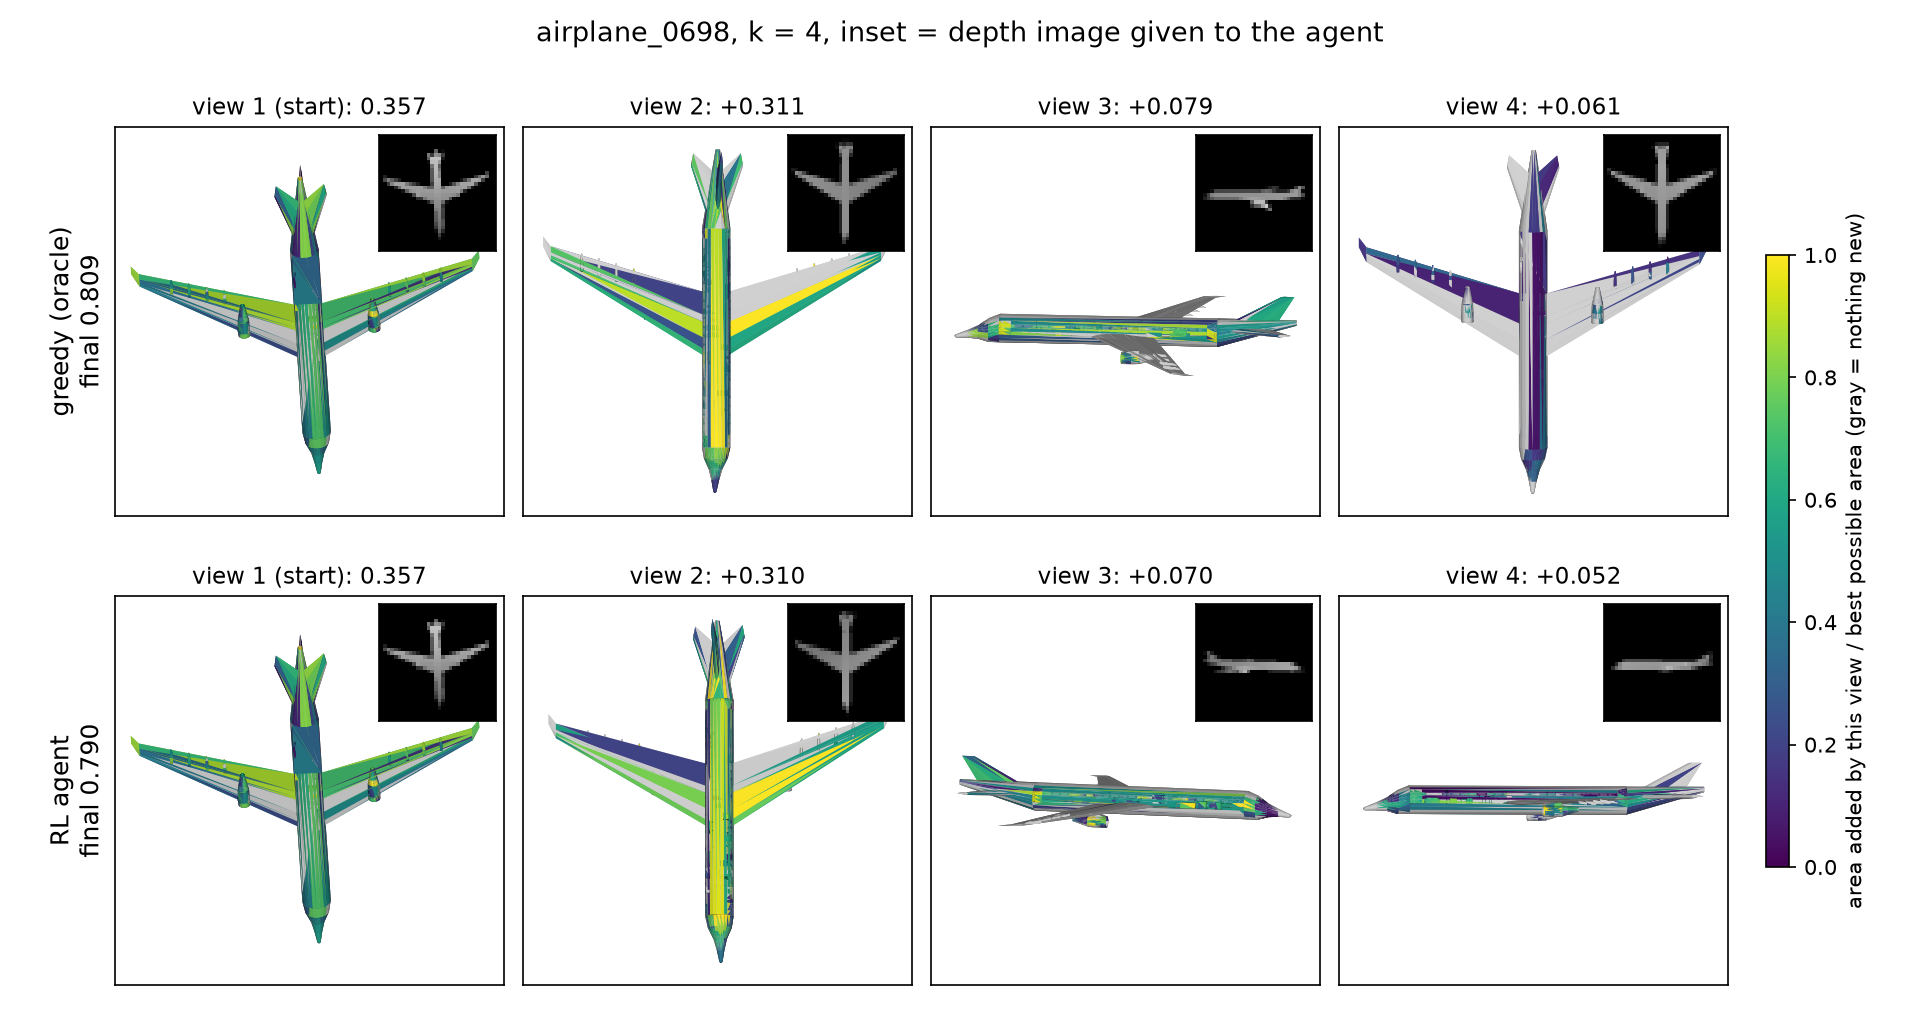 airplane_0698, k = 4, inset = depth image given to the agent
view 1 (start): 0.357
view 2: +0.311
view 3: +0.079
view 4: +0.061
greedy (oracle)
final 0.809
view 1 (start): 0.357
view 2: +0.310
view 3: +0.070
view 4: +0.052
RL agent
final 0.790
1.0
0.8
0.6
0.4
0.2
0.0
area added by this view / best possible area (gray = nothing new)